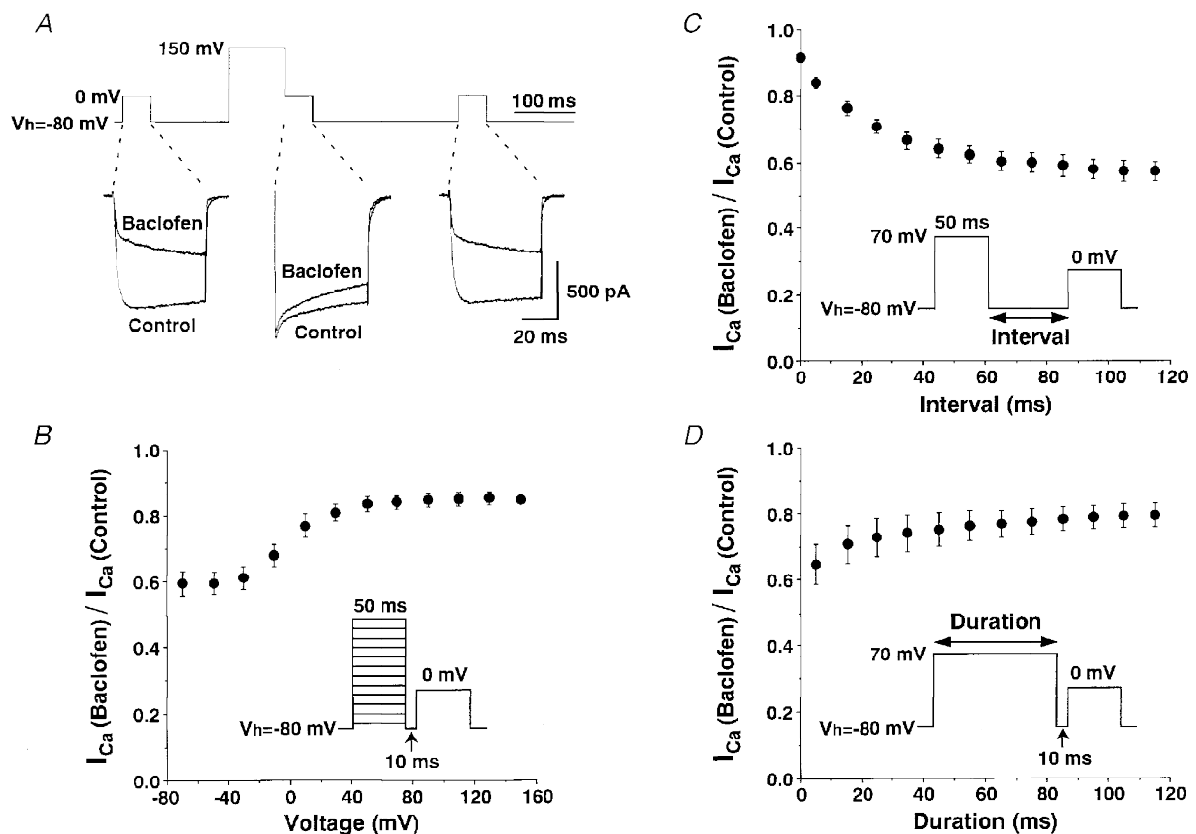 A
150 mV
0 mV
Vh=-80 mV
100 ms
Baclofen
Control
Baclofen
Control
500 pA
20 ms
B
ICa (Baclofen) / ICa (Control)
1.0
0.8
0.6
0.4
0.2
0.0
50 ms
0 mV
Vh=-80 mV
10 ms
-80 -40 0 40 80 120 160
Voltage (mV)
C
ICa (Baclofen) / ICa (Control)
1.0
0.8
0.6
0.4
0.2
0.0
50 ms
70 mV
0 mV
Vh=-80 mV
Interval
0 20 40 60 80 100 120
Interval (ms)
D
ICa (Baclofen) / ICa (Control)
1.0
0.8
0.6
0.4
0.2
0.0
Duration
70 mV
0 mV
Vh=-80 mV
10 ms
0 20 40 60 80 100 120
Duration (ms)